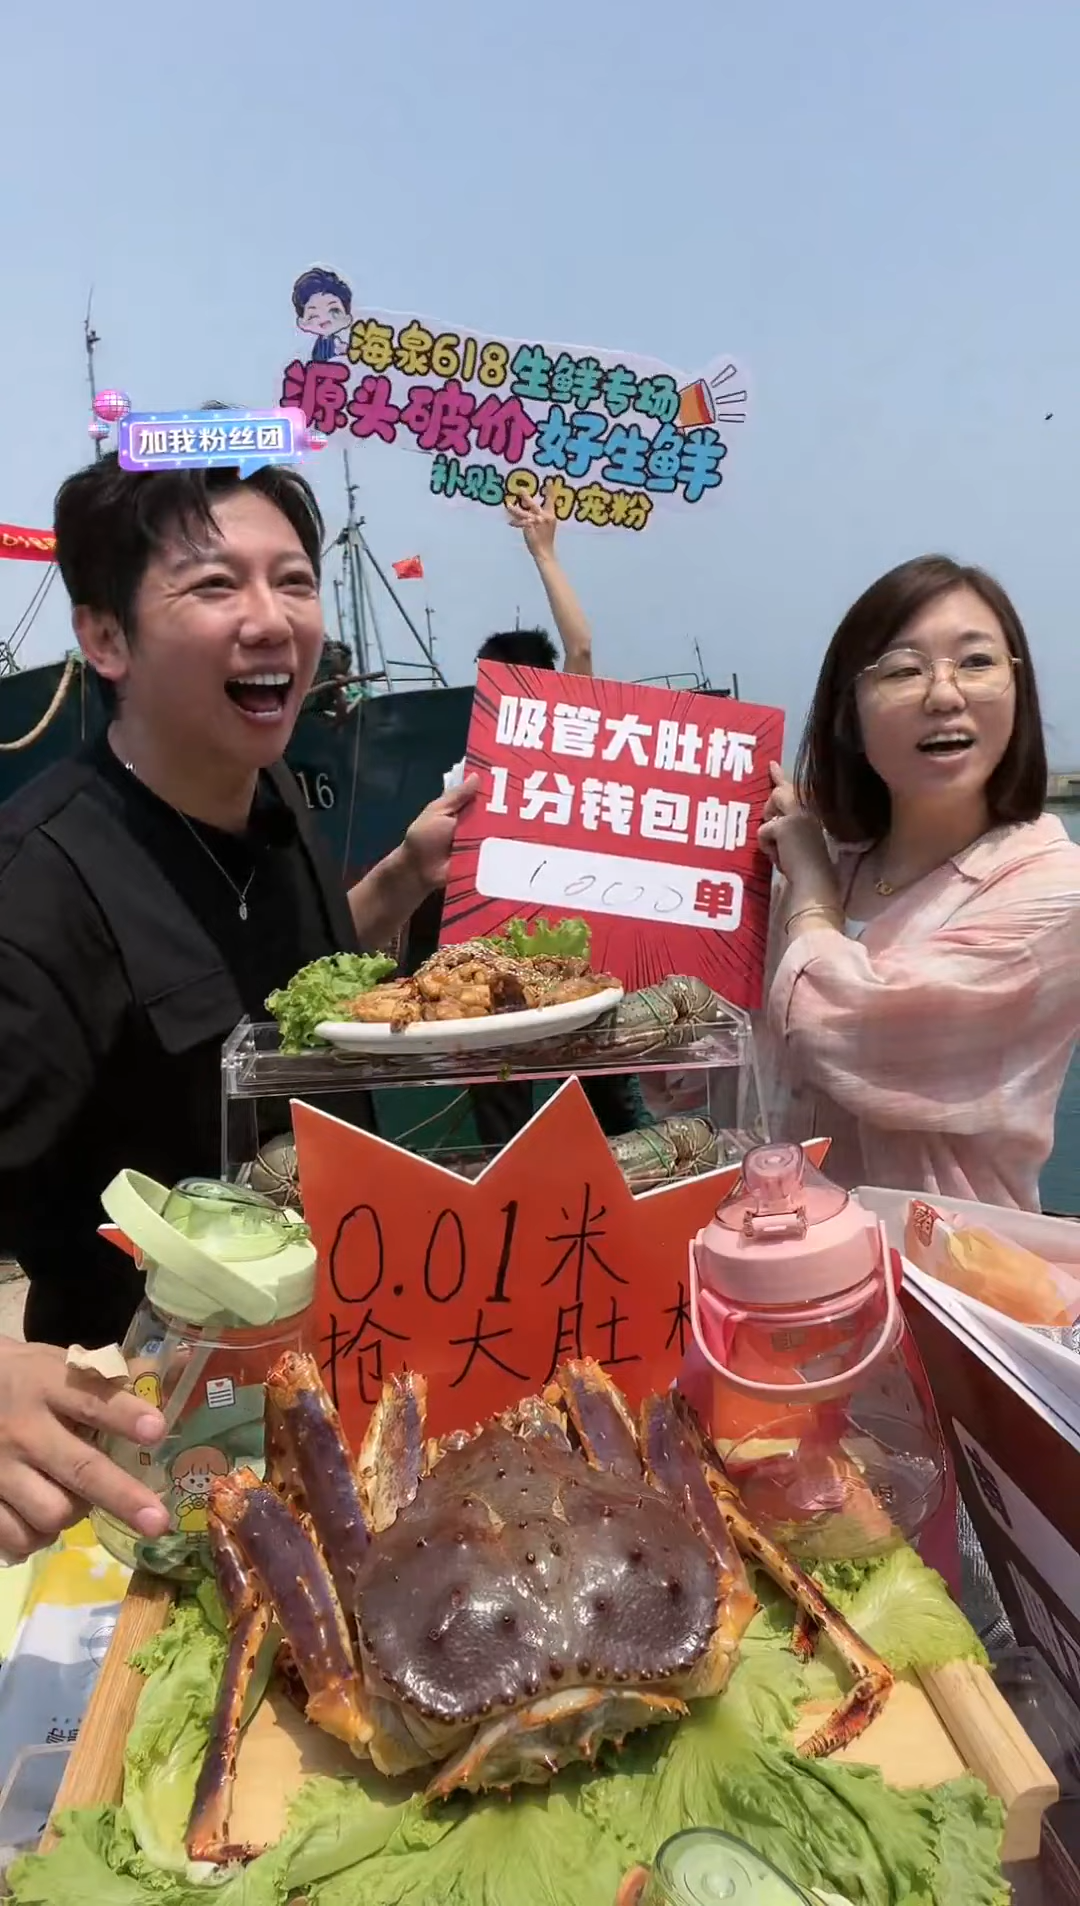 海泉618生鲜专场
源头破价好生鲜
补贴只为宠粉
加我粉丝团
16
吸管大肚杯
1分钱包邮
1000单
0.01米
抢大肚